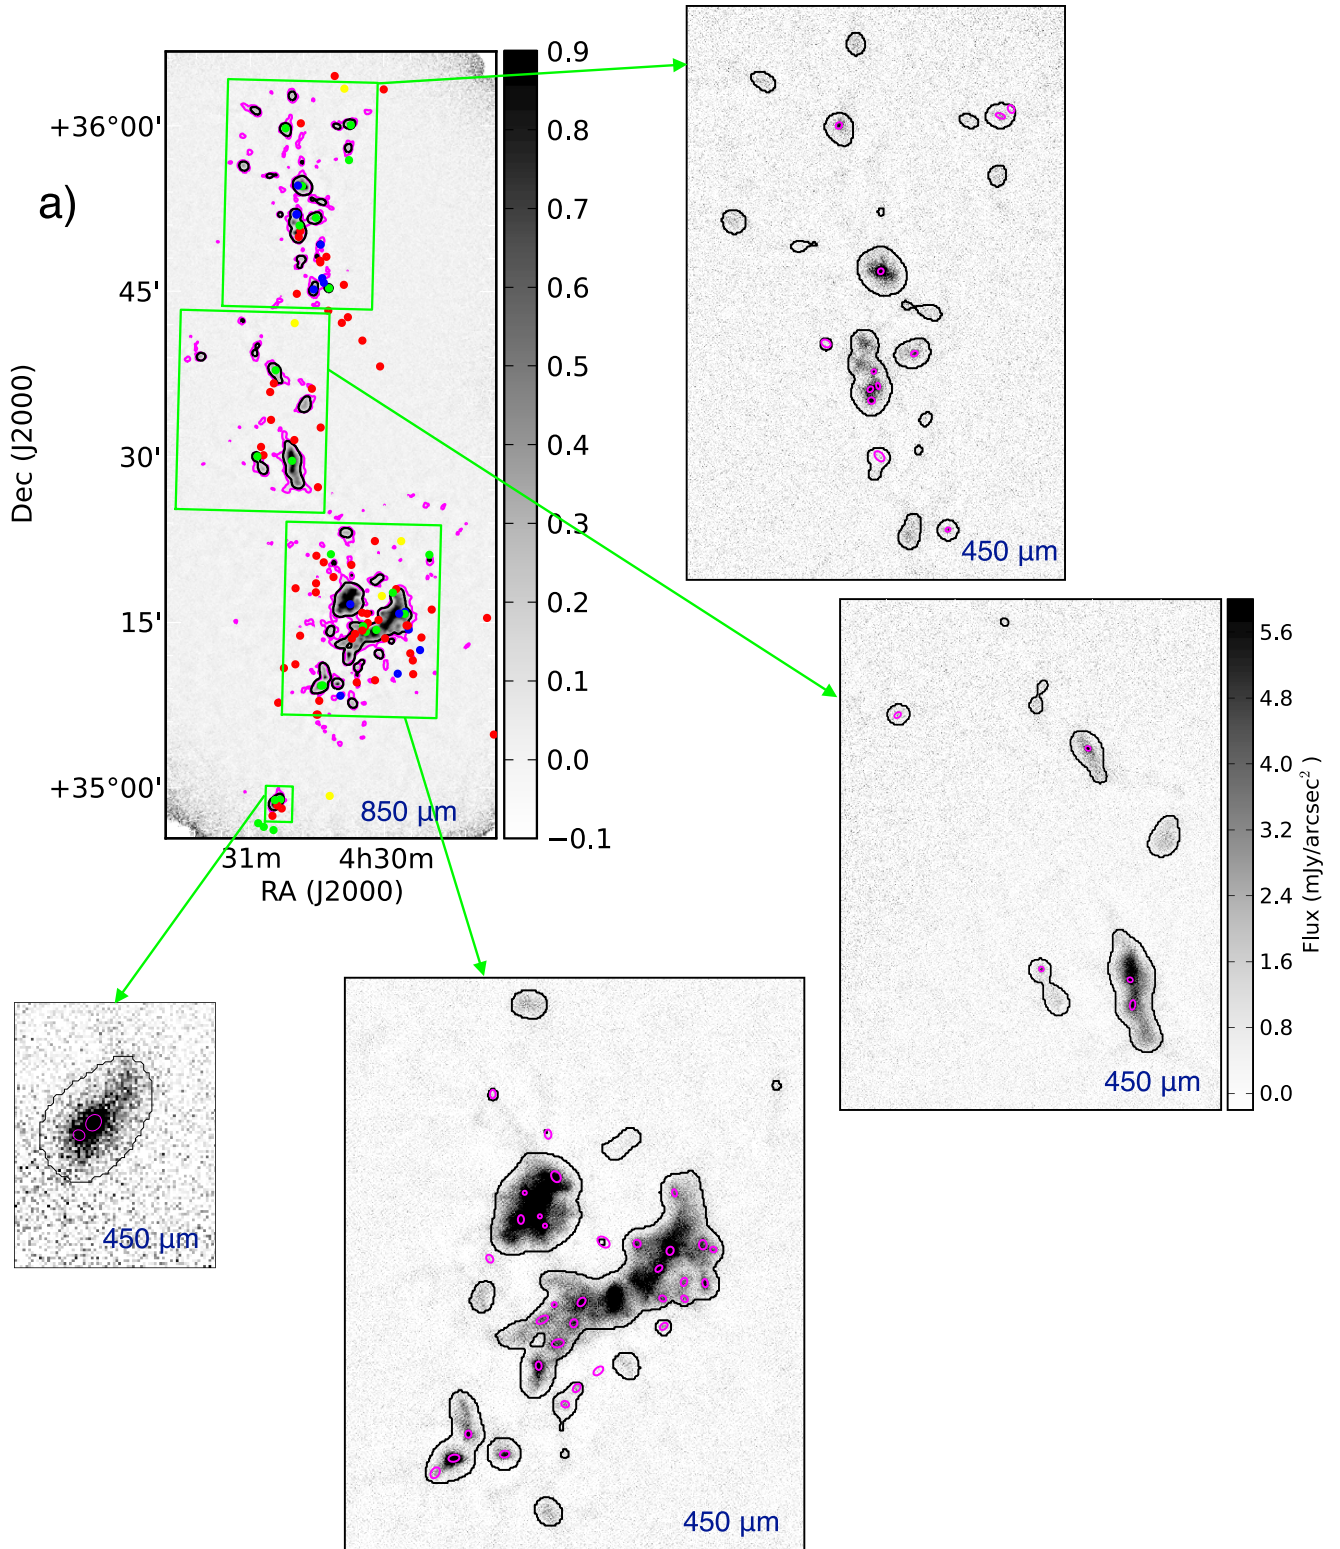 a)
Dec (J2000)
+36°00'
45'
30'
15'
+35°00'
31m
4h30m
RA (J2000)
850 µm
0.9
0.8
0.7
0.6
0.5
0.4
0.3
0.2
0.1
0.0
−0.1
450 µm
5.6
4.8
4.0
3.2
2.4
1.6
0.8
0.0
Flux (mJy/arcsec²)
450 µm
450 µm
450 µm